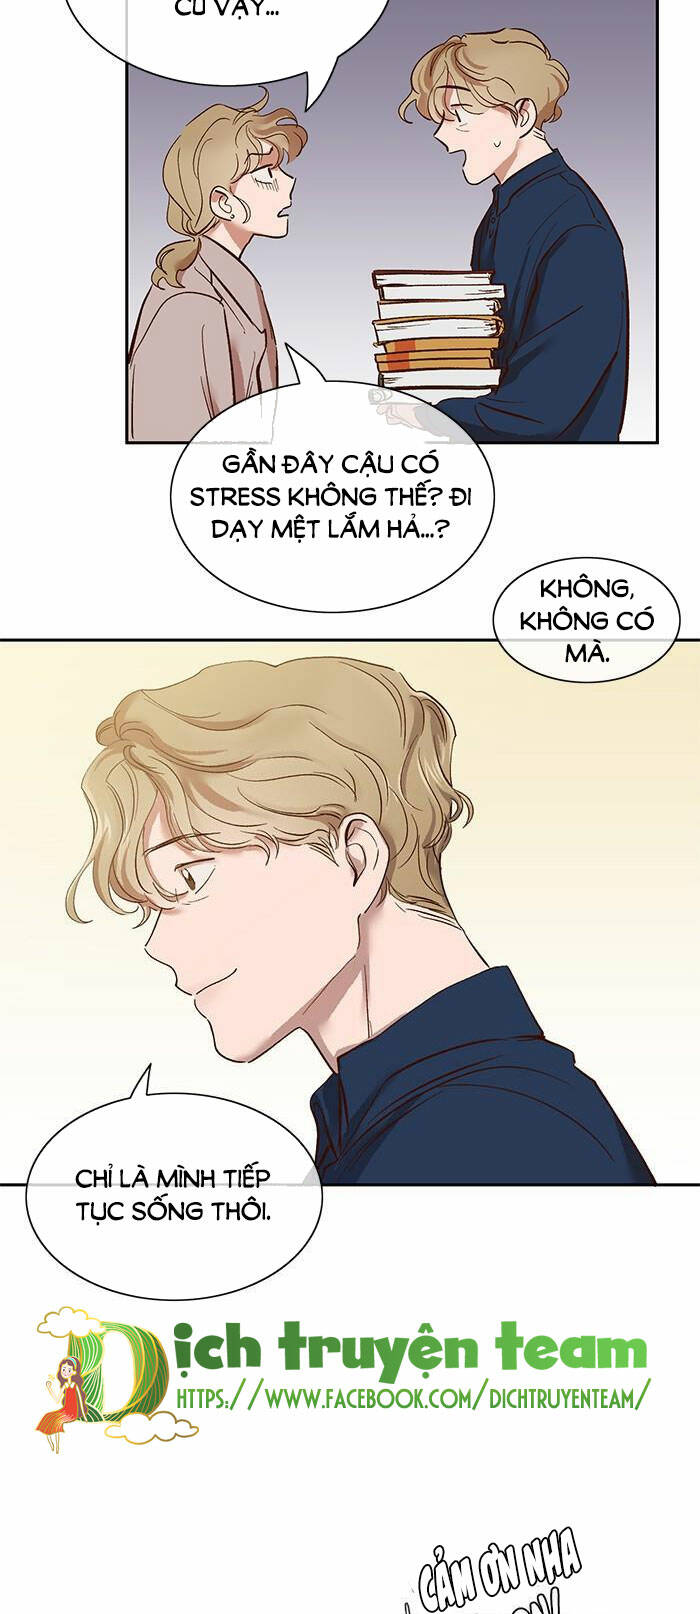 CỨ VẬY...
GẦN ĐÂY CẬU CÓ
STRESS KHÔNG THẾ? ĐI
DẠY MỆT LẮM HẢ...?
KHÔNG,
KHÔNG CÓ
MÀ.
CHỈ LÀ MÌNH TIẾP
TỤC SỐNG THÔI.
Dịch truyện team
HTTPS://WWW.FACEBOOK.COM/DICHTRUYENTEAM/
CẢM ƠN NHA